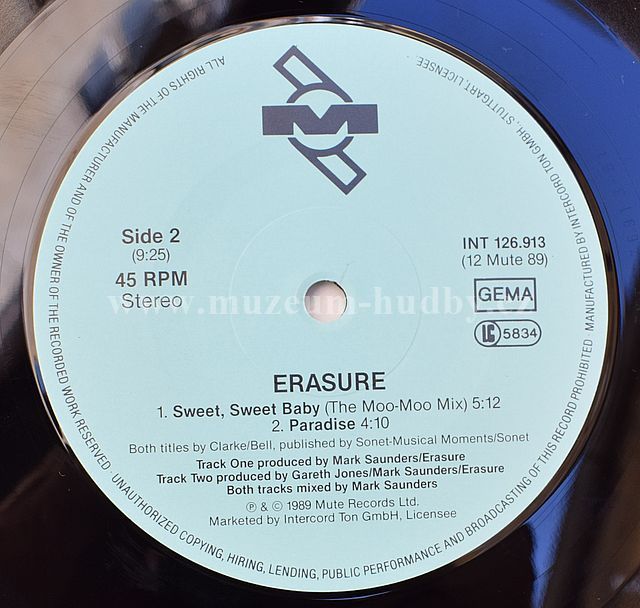 M
Side 2
(9:25)
45 RPM
Stereo
INT 126.913
(12 Mute 89)
GEMA
LC 5834
www.muzeum-hudby.cz
ERASURE
1. Sweet, Sweet Baby (The Moo-Moo Mix) 5:12
2. Paradise 4:10
Both titles by Clarke/Bell, published by Sonet-Musical Moments/Sonet
Track One produced by Mark Saunders/Erasure
Track Two produced by Gareth Jones/Mark Saunders/Erasure
Both tracks mixed by Mark Saunders
℗ & © 1989 Mute Records Ltd.
Marketed by Intercord Ton GmbH, Licensee
ALL RIGHTS OF THE MANUFACTURER AND OF THE OWNER OF THE RECORDED WORK RESERVED · UNAUTHORIZED COPYING, HIRING, LENDING, PUBLIC PERFORMANCE AND BROADCASTING OF THIS RECORD PROHIBITED · MANUFACTURED BY INTERCORD TON GMBH, STUTTGART, LICENSEE